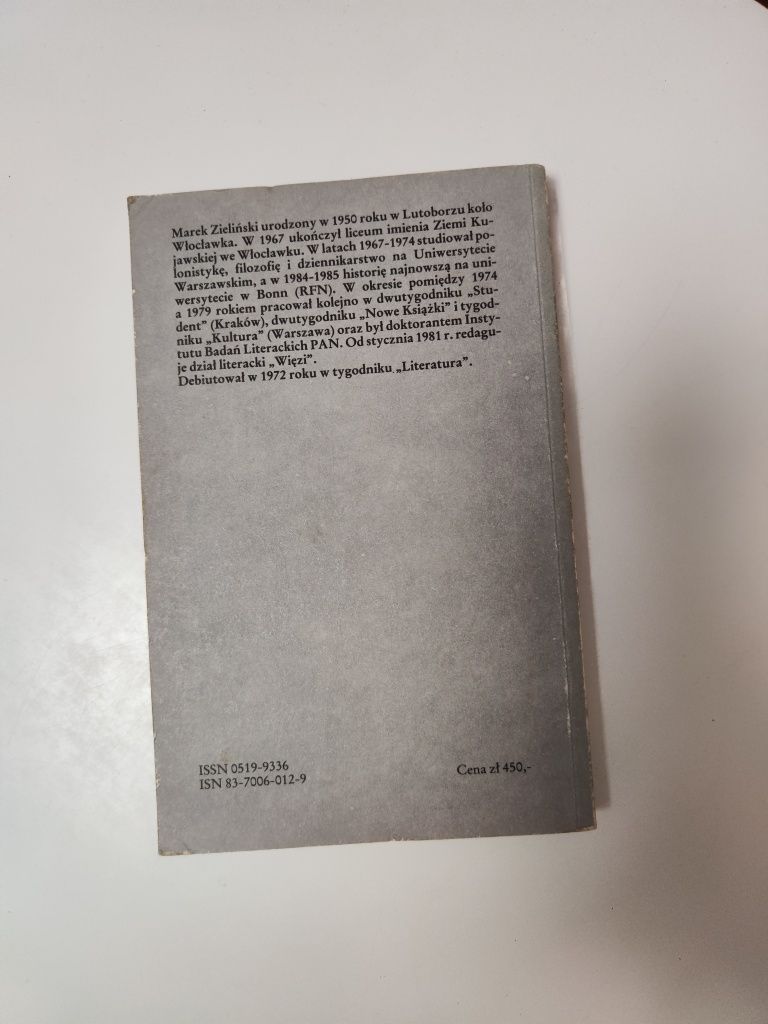 Marek Zieliński urodzony w 1950 roku w Lutoborzu koło
Włocławka. W 1967 ukończył liceum imienia Ziemi Ku-
jawskiej we Włocławku. W latach 1967-1974 studiował po-
lonistykę, filozofię i dziennikarstwo na Uniwersytecie
Warszawskim, a w 1984-1985 historię najnowszą na uni-
wersytecie w Bonn (RFN). W okresie pomiędzy 1974
a 1979 rokiem pracował kolejno w dwutygodniku „Stu-
dent” (Kraków), dwutygodniku „Nowe Książki” i tygod-
niku „Kultura” (Warszawa) oraz był doktorantem Insty-
tutu Badań Literackich PAN. Od stycznia 1981 r. redagu-
je dział literacki „Więzi”.
Debiutował w 1972 roku w tygodniku „Literatura”.
ISSN 0519-9336
ISN 83-7006-012-9
Cena zł 450,-